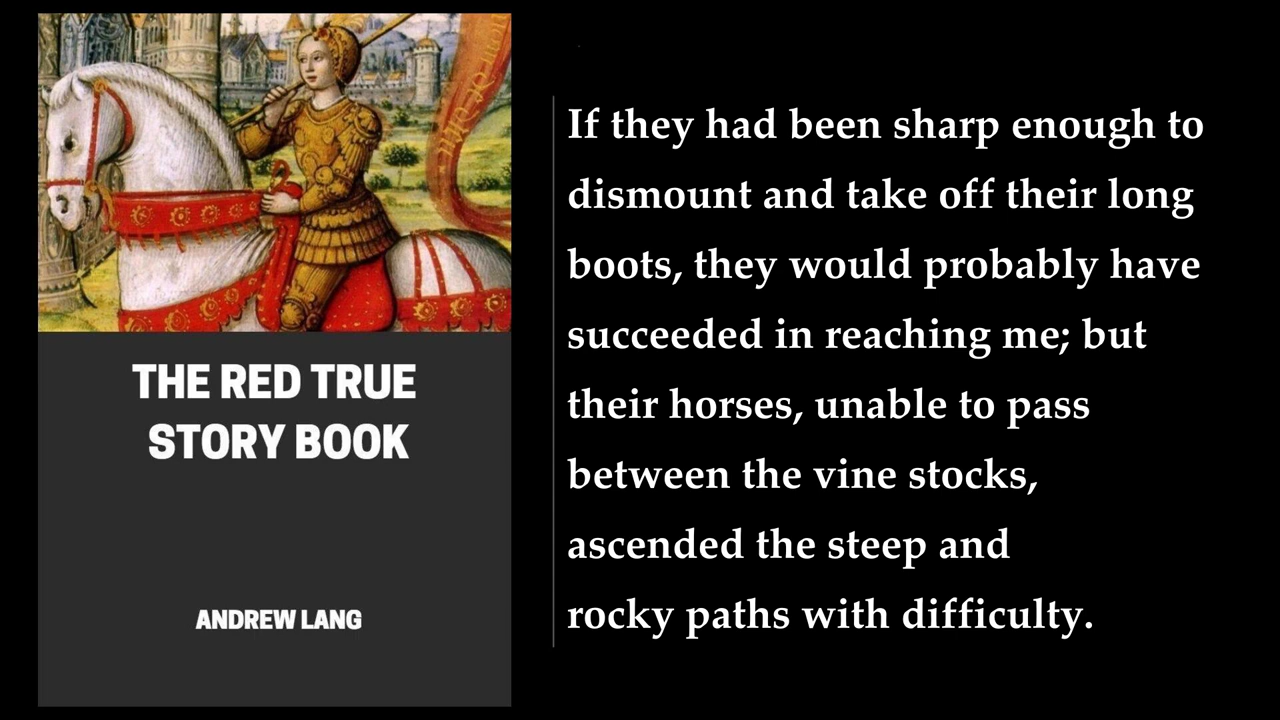 THE RED TRUE
STORY BOOK
ANDREW LANG
If they had been sharp enough to
dismount and take off their long
boots, they would probably have
succeeded in reaching me; but
their horses, unable to pass
between the vine stocks,
ascended the steep and
rocky paths with difficulty.